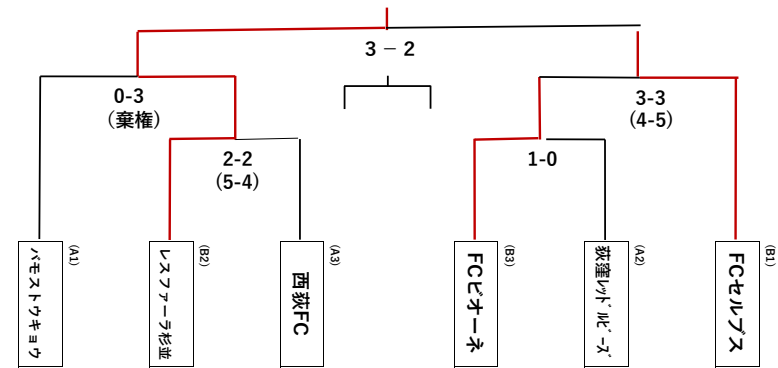 3 － 2
0-3
（棄権）
3-3
（4-5）
2-2
（5-4）
1-0
バモストウキョウ
(A1)
レスファーラ杉並
(B2)
西荻FC
(A3)
FCビオーネ
(B3)
荻窪ﾚｯﾄﾞﾙﾋﾞｰｽﾞ
(A2)
FCセルブス
(B1)